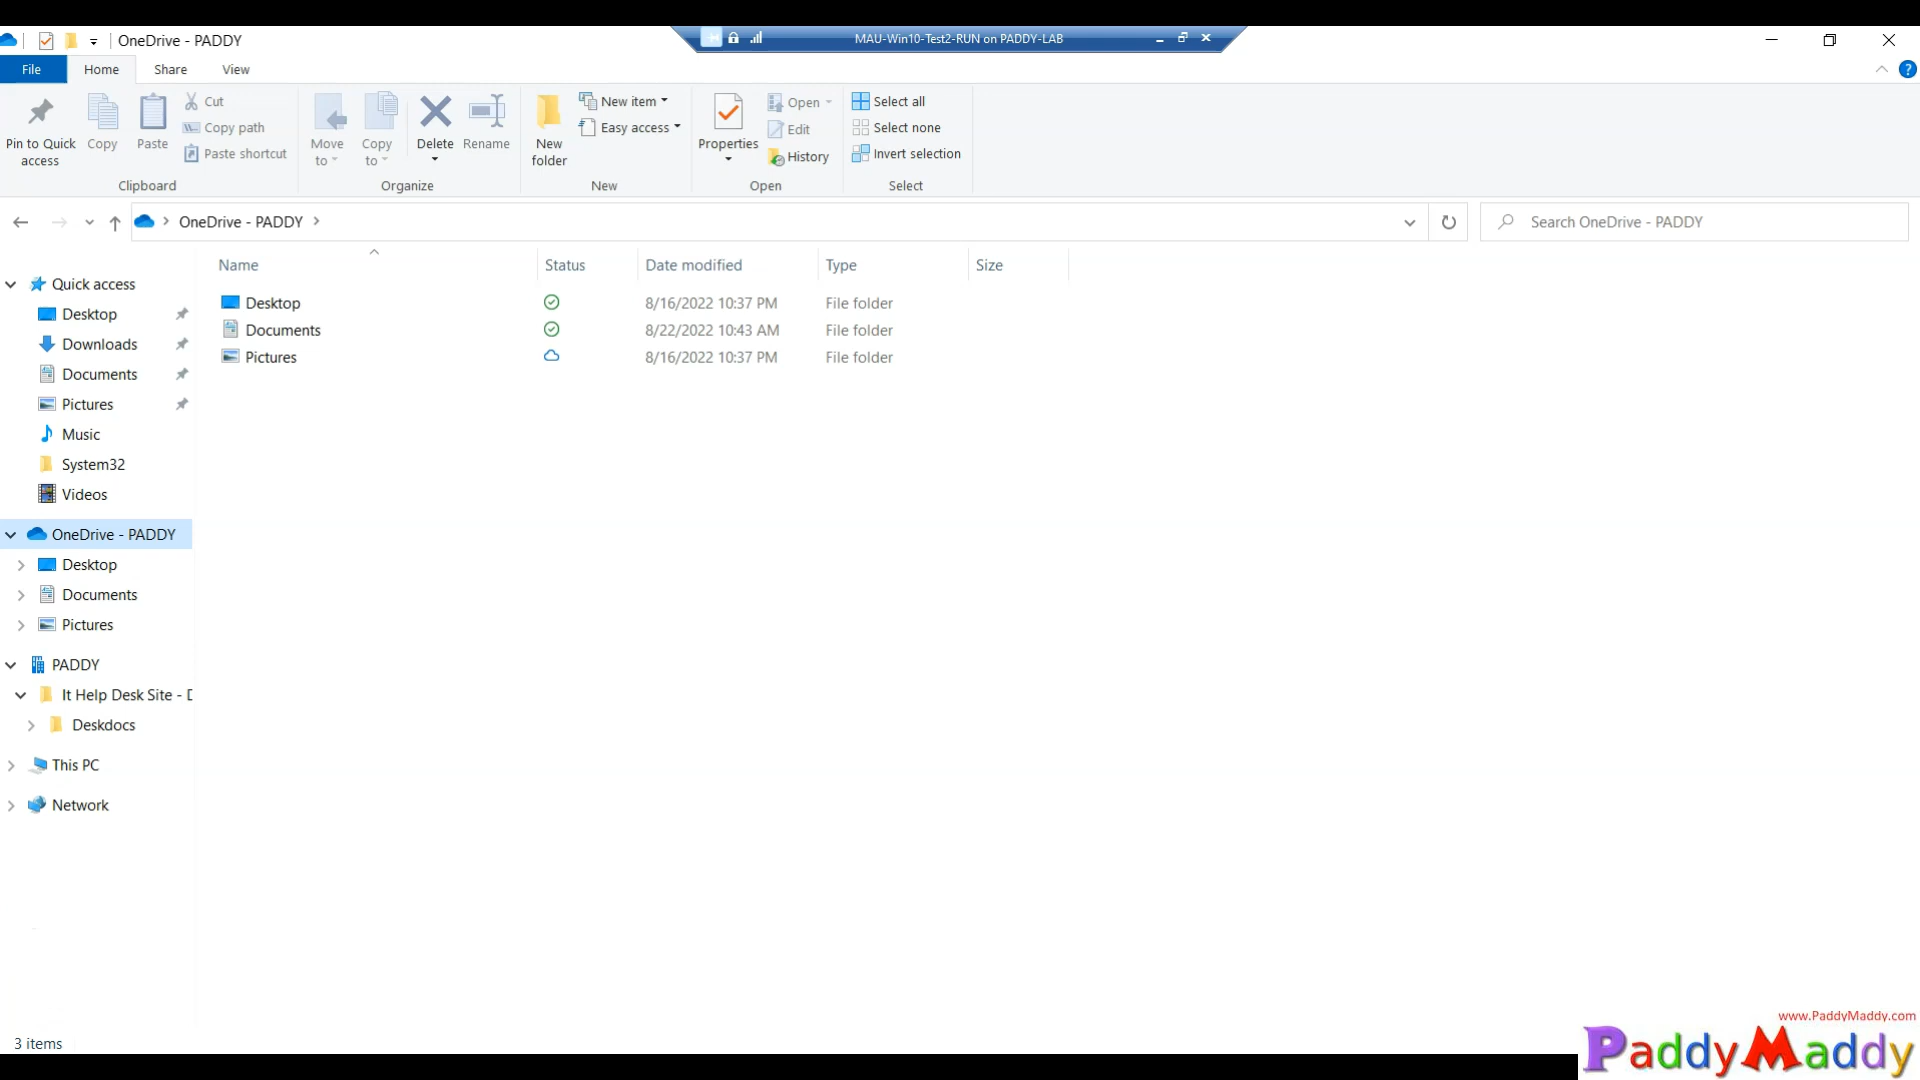 OneDrive - PADDY
MAU-Win10-Test2-RUN on PADDY-LAB
File Home Share View
Pin to Quick access
Copy
Paste
Cut
Copy path
Paste shortcut
Clipboard
Move to
Copy to
Delete
Rename
Organize
New folder
New item
Easy access
New
Properties
Open
Edit
History
Open
Select all
Select none
Invert selection
Select
OneDrive - PADDY
Search OneDrive - PADDY
Name Status Date modified Type Size
Desktop 8/16/2022 10:37 PM File folder
Documents 8/22/2022 10:43 AM File folder
Pictures 8/16/2022 10:37 PM File folder
Quick access
Desktop
Downloads
Documents
Pictures
Music
System32
Videos
OneDrive - PADDY
Desktop
Documents
Pictures
PADDY
It Help Desk Site - D
Deskdocs
This PC
Network
3 items
www.PaddyMaddy.com
PaddyMaddy